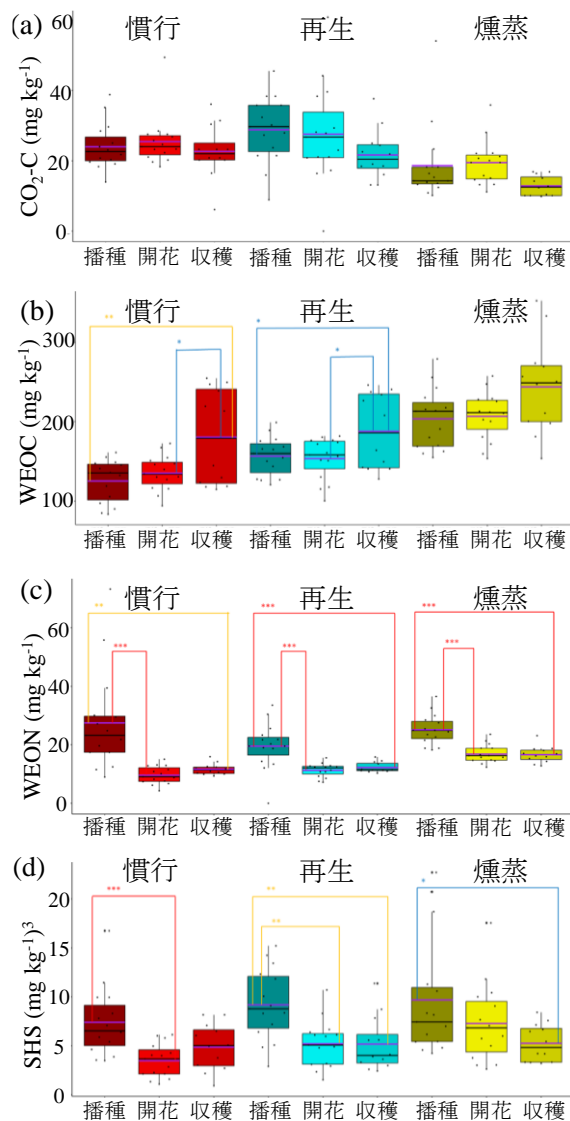 (a) 慣行 再生 燻蒸
60
40
20
0
CO₂-C (mg kg⁻¹)
播種 開花 収穫 播種 開花 収穫 播種 開花 収穫
(b) 慣行 再生 燻蒸
** * * *
300
200
100
WEOC (mg kg⁻¹)
播種 開花 収穫 播種 開花 収穫 播種 開花 収穫
(c) 慣行 再生 燻蒸
** *** *** *** *** ***
60
40
20
0
WEON (mg kg⁻¹)
播種 開花 収穫 播種 開花 収穫 播種 開花 収穫
(d) 慣行 再生 燻蒸
*** ** ** *
20
15
10
5
0
SHS (mg kg⁻¹)³
播種 開花 収穫 播種 開花 収穫 播種 開花 収穫